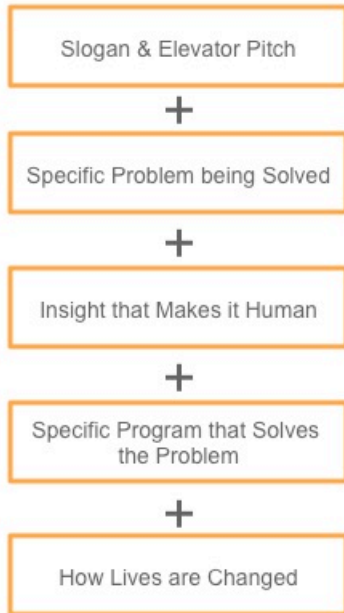 Slogan & Elevator Pitch
+
Specific Problem being Solved
+
Insight that Makes it Human
+
Specific Program that Solves
the Problem
+
How Lives are Changed